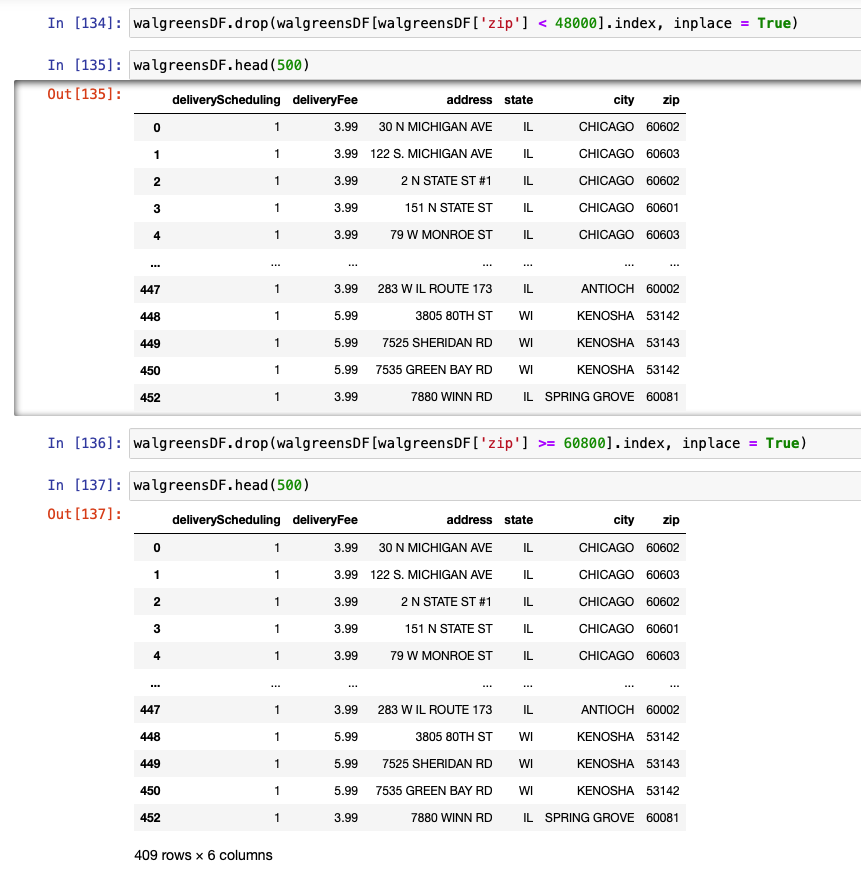 In [134]: walgreensDF.drop(walgreensDF[walgreensDF['zip'] < 48000].index, inplace = True)
In [135]: walgreensDF.head(500)
Out[135]:
deliveryScheduling deliveryFee address state city zip
0 1 3.99 30 N MICHIGAN AVE IL CHICAGO 60602
1 1 3.99 122 S. MICHIGAN AVE IL CHICAGO 60603
2 1 3.99 2 N STATE ST #1 IL CHICAGO 60602
3 1 3.99 151 N STATE ST IL CHICAGO 60601
4 1 3.99 79 W MONROE ST IL CHICAGO 60603
... ... ... ... ... ... ...
447 1 3.99 283 W IL ROUTE 173 IL ANTIOCH 60002
448 1 5.99 3805 80TH ST WI KENOSHA 53142
449 1 5.99 7525 SHERIDAN RD WI KENOSHA 53143
450 1 5.99 7535 GREEN BAY RD WI KENOSHA 53142
452 1 3.99 7880 WINN RD IL SPRING GROVE 60081
In [136]: walgreensDF.drop(walgreensDF[walgreensDF['zip'] >= 60800].index, inplace = True)
In [137]: walgreensDF.head(500)
Out[137]:
deliveryScheduling deliveryFee address state city zip
0 1 3.99 30 N MICHIGAN AVE IL CHICAGO 60602
1 1 3.99 122 S. MICHIGAN AVE IL CHICAGO 60603
2 1 3.99 2 N STATE ST #1 IL CHICAGO 60602
3 1 3.99 151 N STATE ST IL CHICAGO 60601
4 1 3.99 79 W MONROE ST IL CHICAGO 60603
... ... ... ... ... ... ...
447 1 3.99 283 W IL ROUTE 173 IL ANTIOCH 60002
448 1 5.99 3805 80TH ST WI KENOSHA 53142
449 1 5.99 7525 SHERIDAN RD WI KENOSHA 53143
450 1 5.99 7535 GREEN BAY RD WI KENOSHA 53142
452 1 3.99 7880 WINN RD IL SPRING GROVE 60081
409 rows × 6 columns